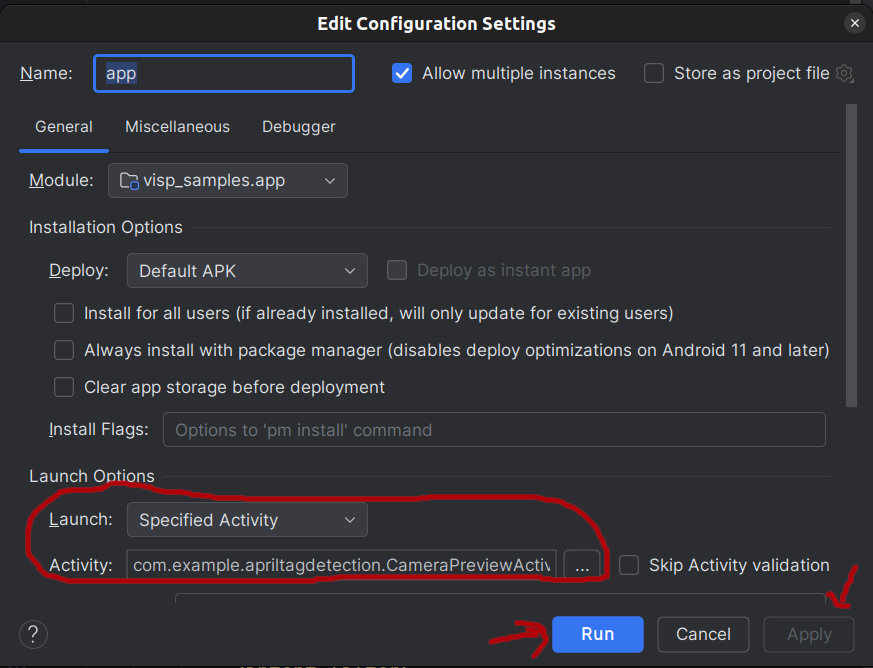 Edit Configuration Settings
Name: app Allow multiple instances Store as project file
General Miscellaneous Debugger
Module: visp_samples.app
Installation Options
Deploy: Default APK Deploy as instant app
Install for all users (if already installed, will only update for existing users)
Always install with package manager (disables deploy optimizations on Android 11 and later)
Clear app storage before deployment
Install Flags: Options to 'pm install' command
Launch Options
Launch: Specified Activity
Activity: com.example.apriltagdetection.CameraPreviewActiv ... Skip Activity validation
? Run Cancel Apply